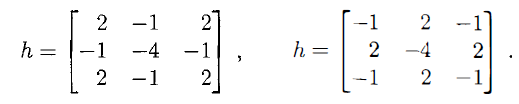 h = [2 -1 2; -1 -4 -1; 2 -1 2] , h = [-1 2 -1; 2 -4 2; -1 2 -1] .